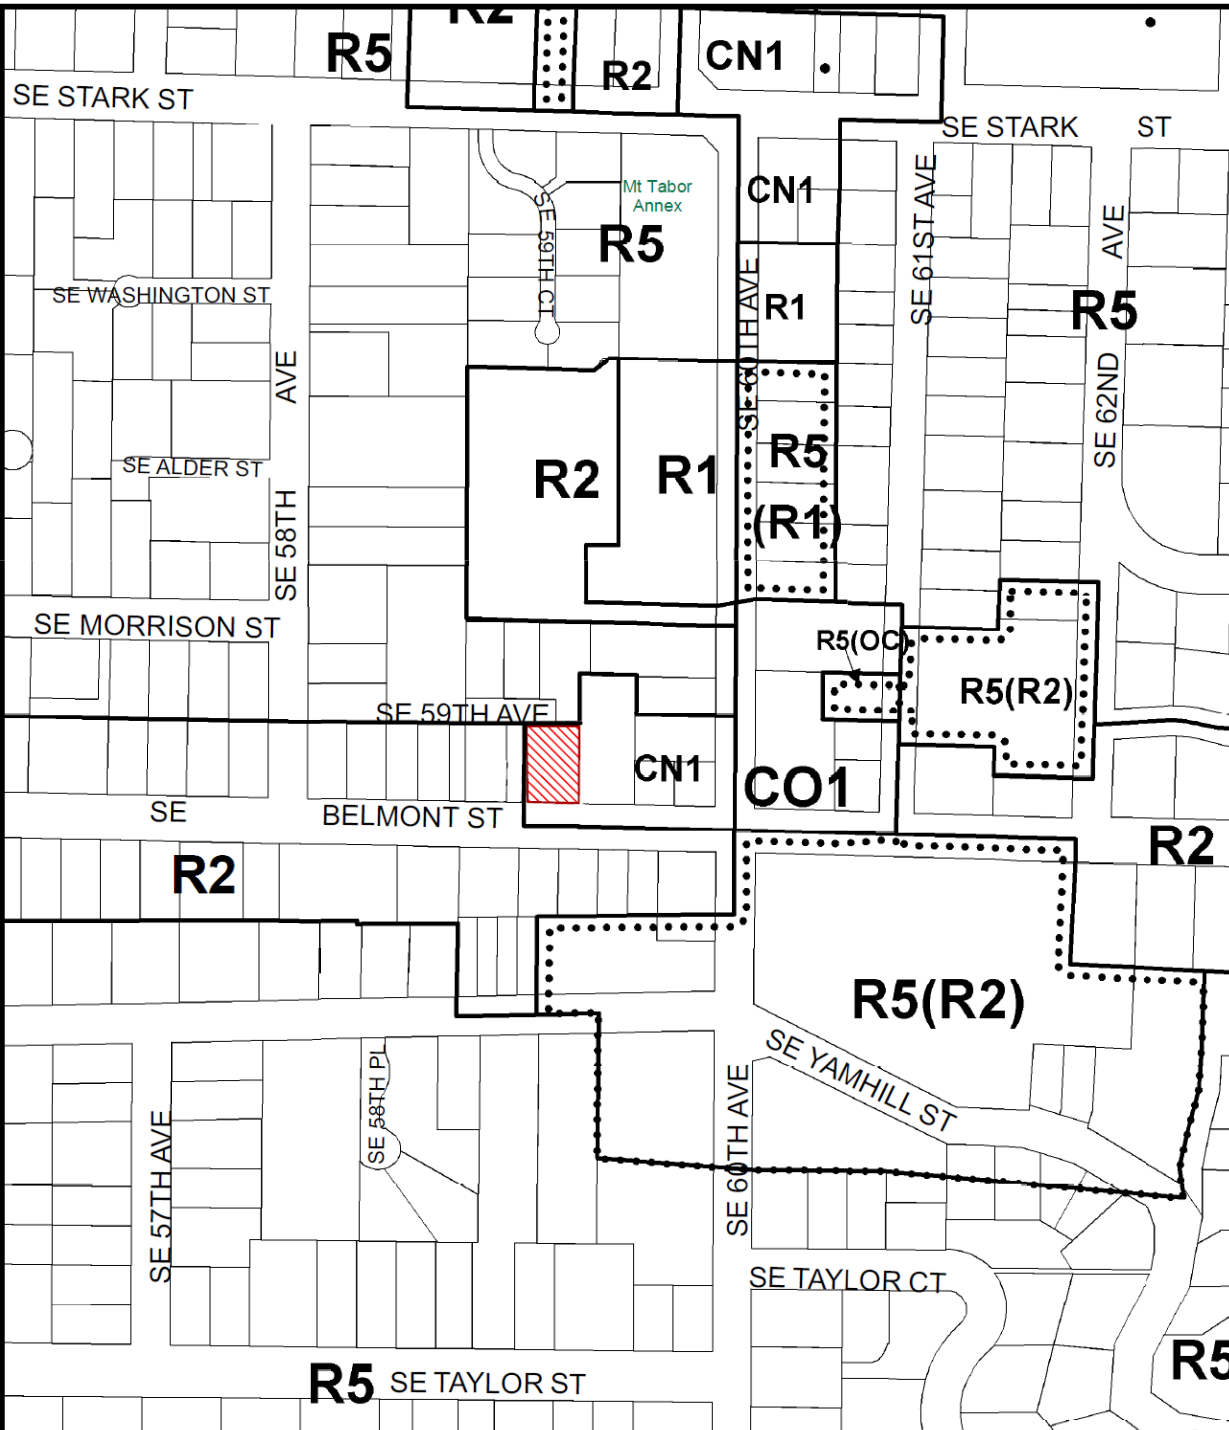 R2
R5
R2
CN1
SE STARK ST
SE STARK ST
Mt Tabor
Annex
CN1
SE 59TH CT
R5
SE 61ST AVE
AVE
SE WASHINGTON ST
SE 60TH AVE
R1
R5
AVE
SE 62ND
R5
(R1)
SE ALDER ST
R2
R1
SE 58TH
SE MORRISON ST
R5(OC)
R5(R2)
SE 59TH AVE
CN1
CO1
SE BELMONT ST
R2
R2
R5(R2)
SE YAMHILL ST
SE 58TH PL
SE 57TH AVE
SE 60TH AVE
SE TAYLOR CT
R5
SE TAYLOR ST
R5